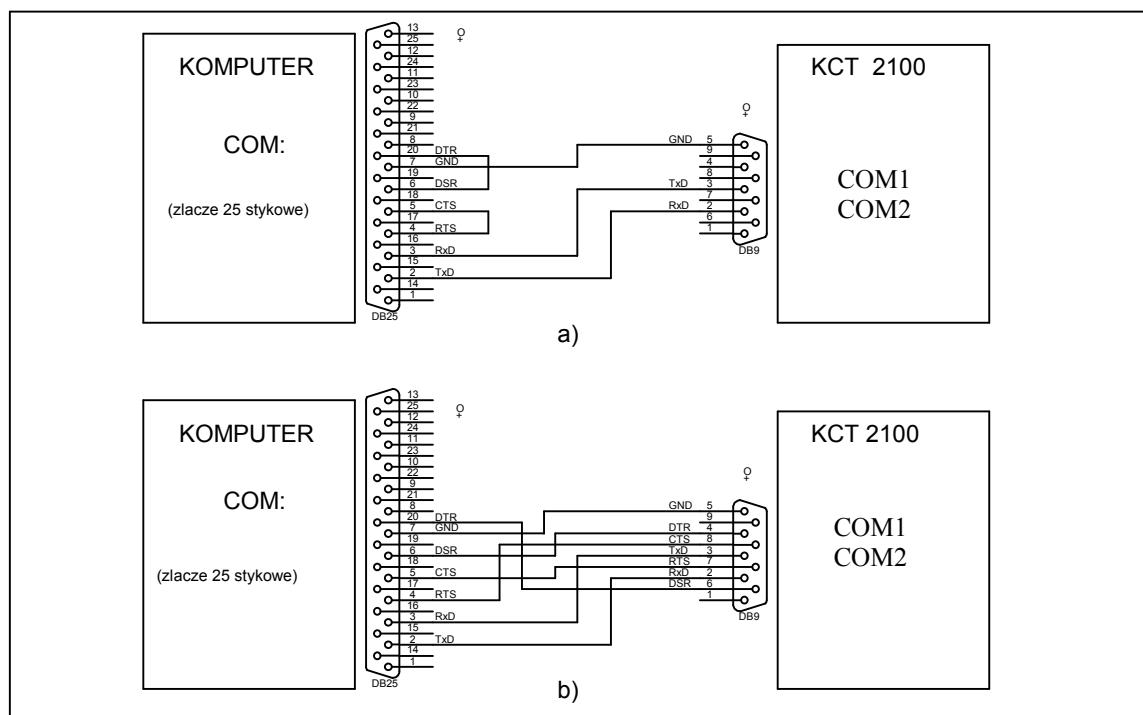 KOMPUTER
COM:
(zlacze 25 stykowe)
13
25
12
24
11
23
10
22
9
21
8
20 DTR
7 GND
19
6 DSR
18
5 CTS
17
4 RTS
16
3 RxD
15
2 TxD
14
1
DB25
GND 5
9
4
8
TxD 3
7
RxD 2
6
1
DB9
KCT 2100
COM1
COM2
a)
KOMPUTER
COM:
(zlacze 25 stykowe)
13
25
12
24
11
23
10
22
9
21
8
20 DTR
7 GND
19
6 DSR
18
5 CTS
17
4 RTS
16
3 RxD
15
2 TxD
14
1
DB25
GND 5
9
DTR 4
CTS 8
TxD 3
RTS 7
RxD 2
DSR 6
1
DB9
KCT 2100
COM1
COM2
b)